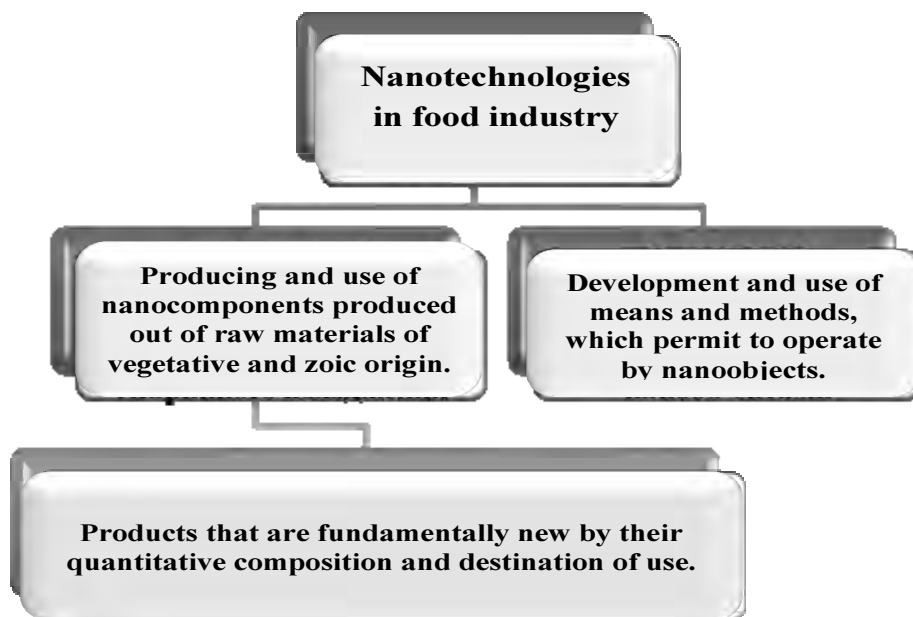 Nanotechnologies
in food industry
Producing and use of
nanocomponents produced
out of raw materials of
vegetative and zoic origin.
Development and use of
means and methods,
which permit to operate
by nanoobjects.
Products that are fundamentally new by their
quantitative composition and destination of use.